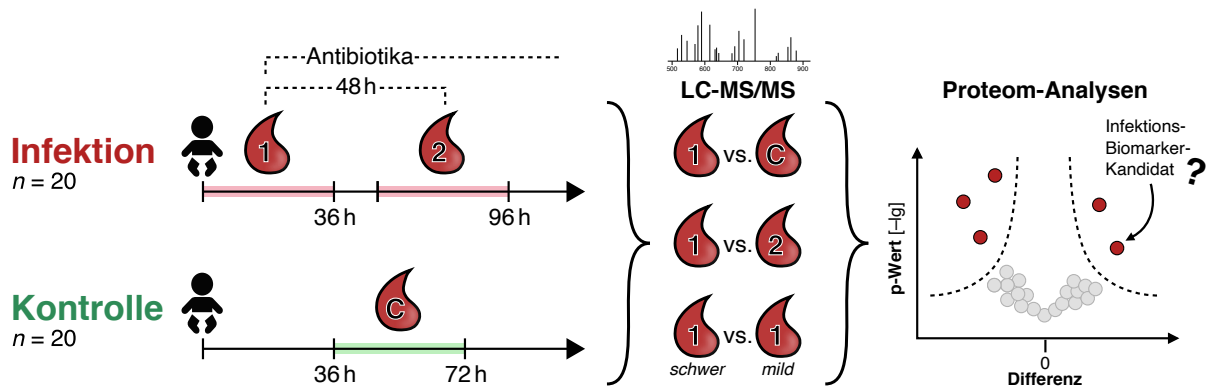 Antibiotika
48 h
Infektion
n = 20
1
2
36 h
96 h
Kontrolle
n = 20
C
36 h
72 h
500 600 700 800 900
LC-MS/MS
1 vs. C
1 vs. 2
1 vs. 1
schwer mild
Proteom-Analysen
Infektions-
Biomarker-
Kandidat ?
p-Wert [–lg]
0
Differenz